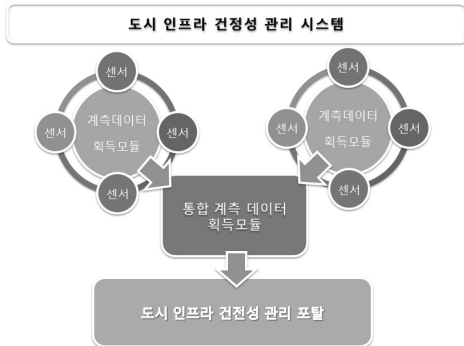 도시 인프라 건정성 관리 시스템
센서
센서
계측데이터
획득모듈
센서
센서
센서
센서
계측데이터
획득모듈
센서
센서
통합 계측 데이터
획득모듈
도시 인프라 건전성 관리 포탈